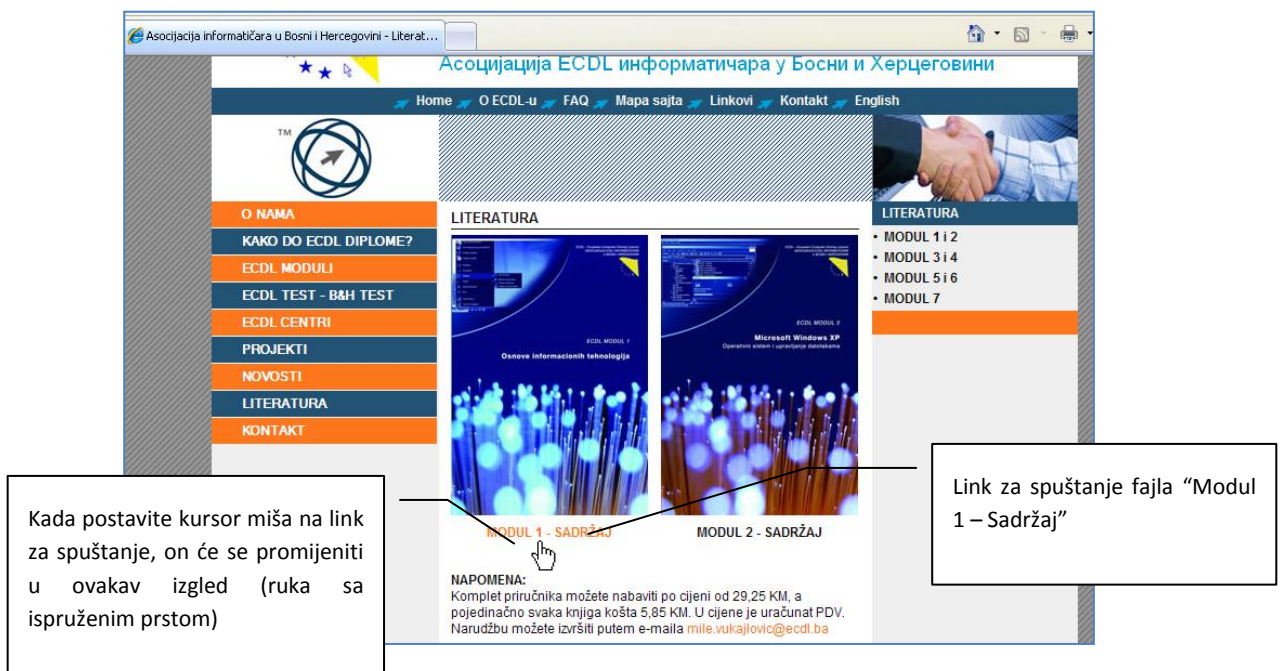 Asocijacija informatičara u Bosni i Hercegovini - Literat...
Асоцијација ECDL информатичара у Босни и Херцеговини
Home O ECDL-u FAQ Mapa sajta Linkovi Kontakt English
TM
O NAMA
KAKO DO ECDL DIPLOME?
ECDL MODULI
ECDL TEST - B&H TEST
ECDL CENTRI
PROJEKTI
NOVOSTI
LITERATURA
KONTAKT
LITERATURA
ECDL MODUL 1
Osnove informacionih tehnologija
ECDL MODUL 2
Microsoft Windows XP
Operativni sistem i upravljanje datotekama
MODUL 1 - SADRŽAJ
MODUL 2 - SADRŽAJ
NAPOMENA:
Komplet priručnika možete nabaviti po cijeni od 29,25 KM, a
pojedinačno svaka knjiga košta 5,85 KM. U cijene je uračunat PDV.
Narudžbu možete izvršiti putem e-maila mile.vukajlovic@ecdl.ba
LITERATURA
• MODUL 1 i 2
• MODUL 3 i 4
• MODUL 5 i 6
• MODUL 7
Kada postavite kursor miša na link
za spuštanje, on će se promijeniti
u ovakav izgled (ruka sa
ispruženim prstom)
Link za spuštanje fajla “Modul
1 – Sadržaj”